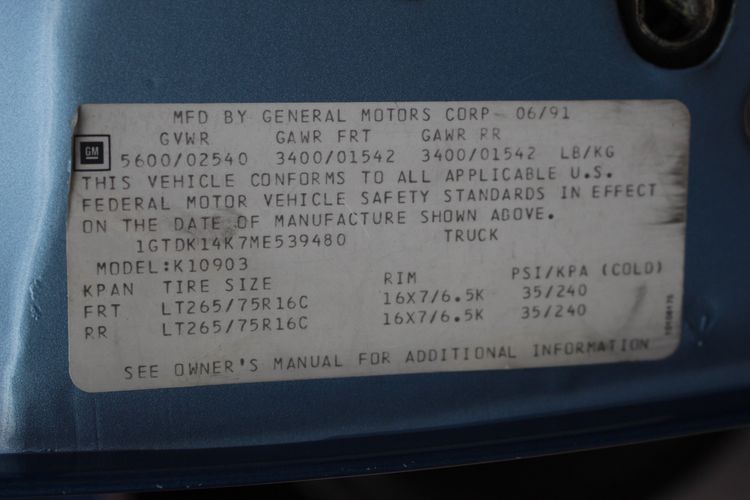 MFD BY GENERAL MOTORS CORP 06/91
GVWR GAWR FRT GAWR RR
GM
5600/02540 3400/01542 3400/01542 LB/KG
THIS VEHICLE CONFORMS TO ALL APPLICABLE U.S.
FEDERAL MOTOR VEHICLE SAFETY STANDARDS IN EFFECT
ON THE DATE OF MANUFACTURE SHOWN ABOVE.
1GTDK14K7ME539480 TRUCK
MODEL:K10903
KPAN TIRE SIZE RIM PSI/KPA (COLD)
FRT LT265/75R16C 16X7/6.5K 35/240
RR LT265/75R16C 16X7/6.5K 35/240
SEE OWNER'S MANUAL FOR ADDITIONAL INFORMATION